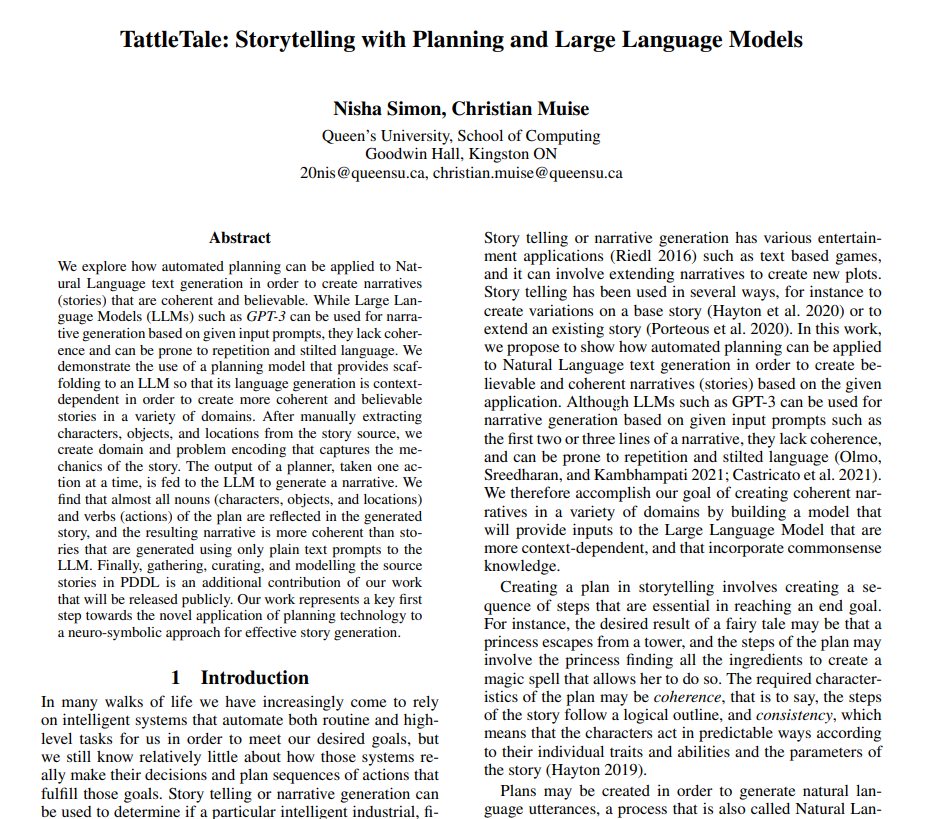 TattleTale: Storytelling with Planning and Large Language Models
Nisha Simon, Christian Muise
Queen's University, School of Computing
Goodwin Hall, Kingston ON
20nis@queensu.ca, christian.muise@queensu.ca
Abstract
We explore how automated planning can be applied to Nat-
ural Language text generation in order to create narratives
(stories) that are coherent and believable. While Large Lan-
guage Models (LLMs) such as GPT-3 can be used for narra-
tive generation based on given input prompts, they lack coher-
ence and can be prone to repetition and stilted language. We
demonstrate the use of a planning model that provides scaf-
folding to an LLM so that its language generation is context-
dependent in order to create more coherent and believable
stories in a variety of domains. After manually extracting
characters, objects, and locations from the story source, we
create domain and problem encoding that captures the me-
chanics of the story. The output of a planner, taken one ac-
tion at a time, is fed to the LLM to generate a narrative. We
find that almost all nouns (characters, objects, and locations)
and verbs (actions) of the plan are reflected in the generated
story, and the resulting narrative is more coherent than sto-
ries that are generated using only plain text prompts to the
LLM. Finally, gathering, curating, and modelling the source
stories in PDDL is an additional contribution of our work
that will be released publicly. Our work represents a key first
step towards the novel application of planning technology to
a neuro-symbolic approach for effective story generation.
1 Introduction
In many walks of life we have increasingly come to rely
on intelligent systems that automate both routine and high-
level tasks for us in order to meet our desired goals, but
we still know relatively little about how those systems re-
ally make their decisions and plan sequences of actions that
fulfill those goals. Story telling or narrative generation can
be used to determine if a particular intelligent industrial, fi-
Story telling or narrative generation has various entertain-
ment applications (Riedl 2016) such as text based games,
and it can involve extending narratives to create new plots.
Story telling has been used in several ways, for instance to
create variations on a base story (Hayton et al. 2020) or to
extend an existing story (Porteous et al. 2020). In this work,
we propose to show how automated planning can be applied
to Natural Language text generation in order to create be-
lievable and coherent narratives (stories) based on the given
application. Although LLMs such as GPT-3 can be used for
narrative generation based on given input prompts such as
the first two or three lines of a narrative, they lack coherence,
and can be prone to repetition and stilted language (Olmo,
Sreedharan, and Kambhampati 2021; Castricato et al. 2021).
We therefore accomplish our goal of creating coherent nar-
ratives in a variety of domains by building a model that
will provide inputs to the Large Language Model that are
more context-dependent, and that incorporate commonsense
knowledge.
Creating a plan in storytelling involves creating a se-
quence of steps that are essential in reaching an end goal.
For instance, the desired result of a fairy tale may be that a
princess escapes from a tower, and the steps of the plan may
involve the princess finding all the ingredients to create a
magic spell that allows her to do so. The required character-
istics of the plan may be coherence, that is to say, the steps
of the story follow a logical outline, and consistency, which
means that the characters act in predictable ways according
to their individual traits and abilities and the parameters of
the story (Hayton 2019).
Plans may be created in order to generate natural lan-
guage utterances, a process that is also called Natural Lan-